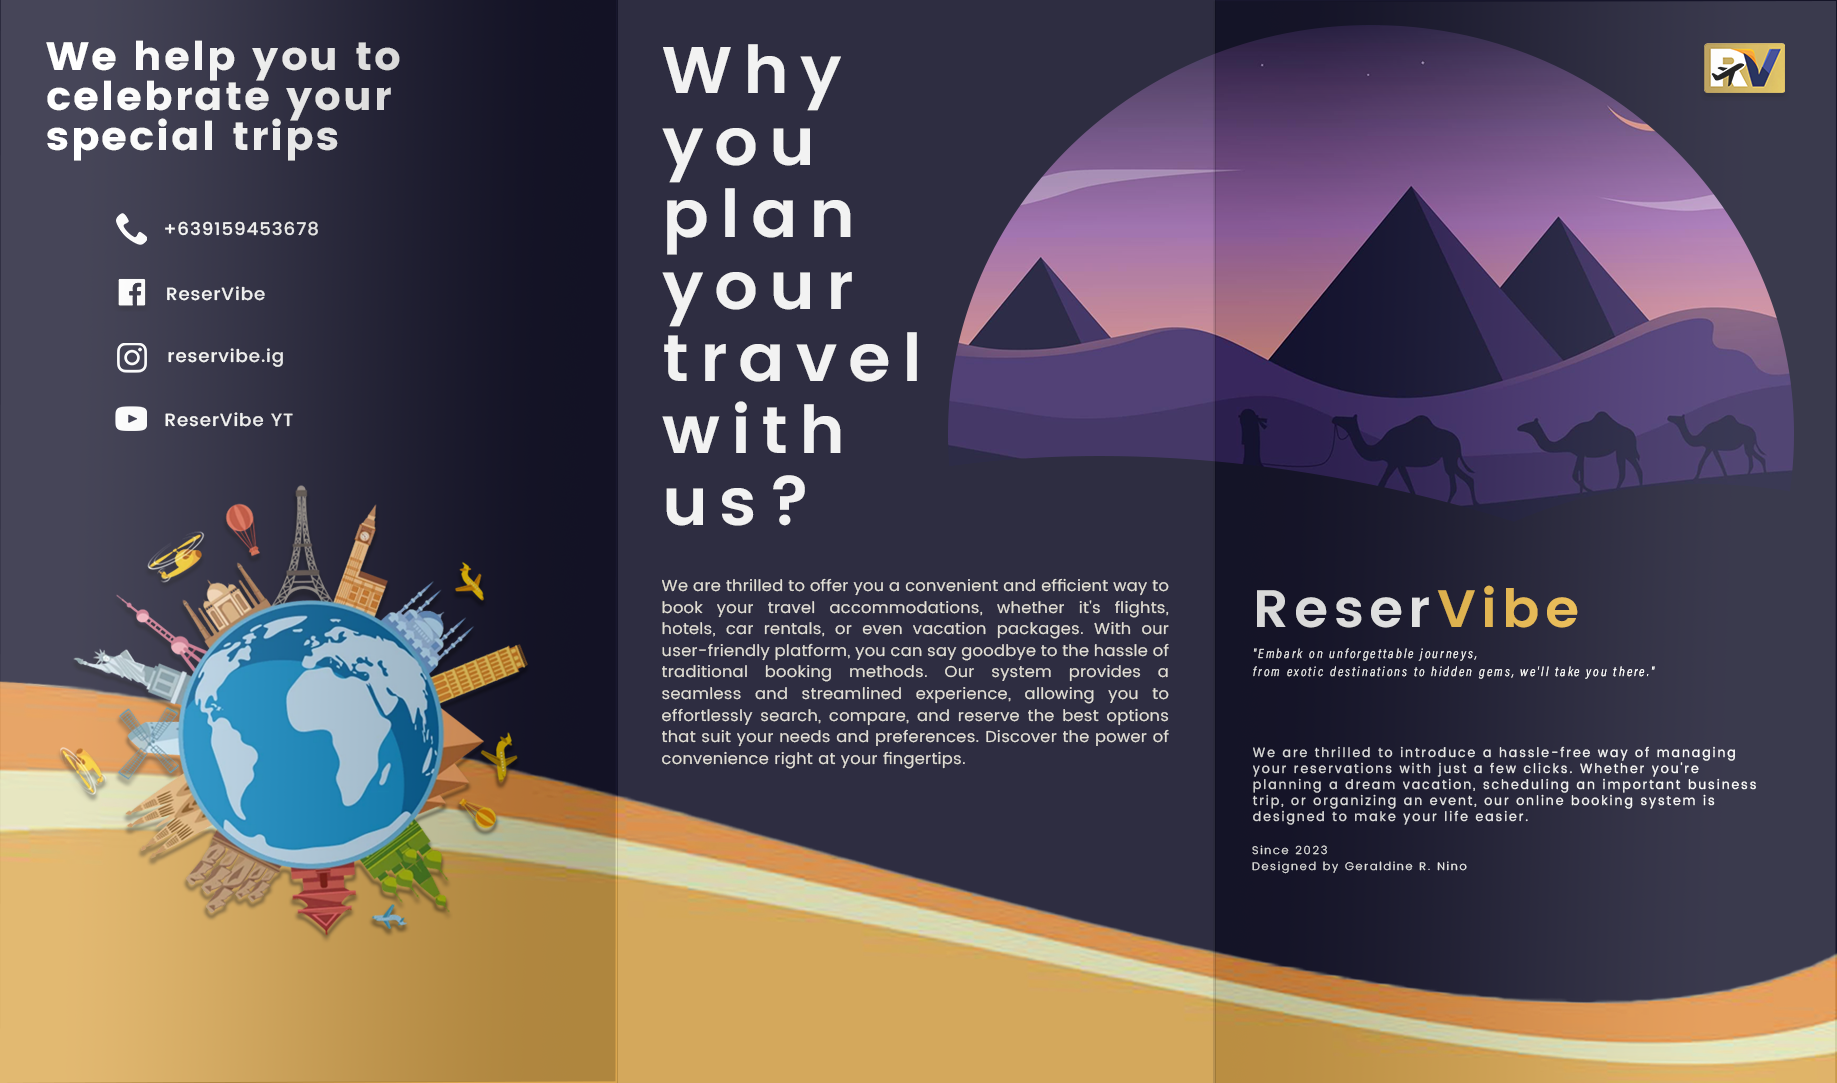 We help you to
celebrate your
special trips
+639159453678
ReserVibe
reservibe.ig
ReserVibe YT
Why
you
plan
your
travel
with
us?
We are thrilled to offer you a convenient and efficient way to
book your travel accommodations, whether it's flights,
hotels, car rentals, or even vacation packages. With our
user-friendly platform, you can say goodbye to the hassle of
traditional booking methods. Our system provides a
seamless and streamlined experience, allowing you to
effortlessly search, compare, and reserve the best options
that suit your needs and preferences. Discover the power of
convenience right at your fingertips.
RV
ReserVibe
"Embark on unforgettable journeys,
from exotic destinations to hidden gems, we'll take you there."
We are thrilled to introduce a hassle-free way of managing
your reservations with just a few clicks. Whether you're
planning a dream vacation, scheduling an important business
trip, or organizing an event, our online booking system is
designed to make your life easier.
Since 2023
Designed by Geraldine R. Nino